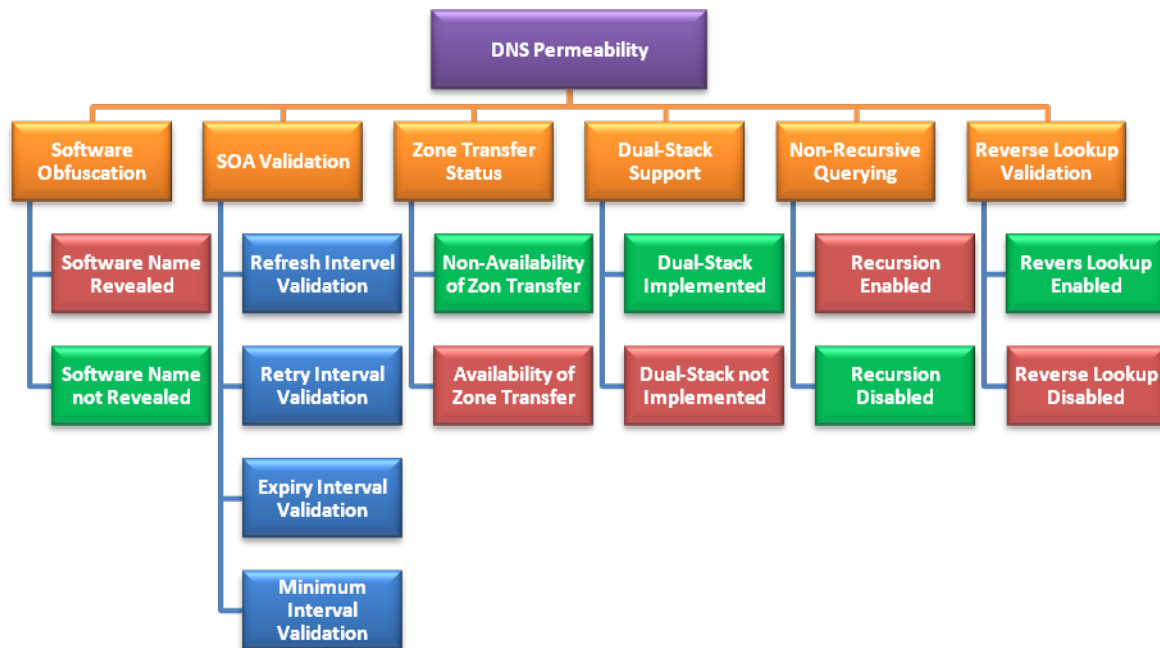 DNS Permeability
Software
Obfuscation
SOA Validation
Zone Transfer
Status
Dual-Stack
Support
Non-Recursive
Querying
Reverse Lookup
Validation
Software Name
Revealed
Software Name
not Revealed
Refresh Intervel
Validation
Retry Interval
Validation
Expiry Interval
Validation
Minimum
Interval
Validation
Non-Availability
of Zon Transfer
Availability of
Zone Transfer
Dual-Stack
Implemented
Dual-Stack not
Implemented
Recursion
Enabled
Recursion
Disabled
Revers Lookup
Enabled
Reverse Lookup
Disabled